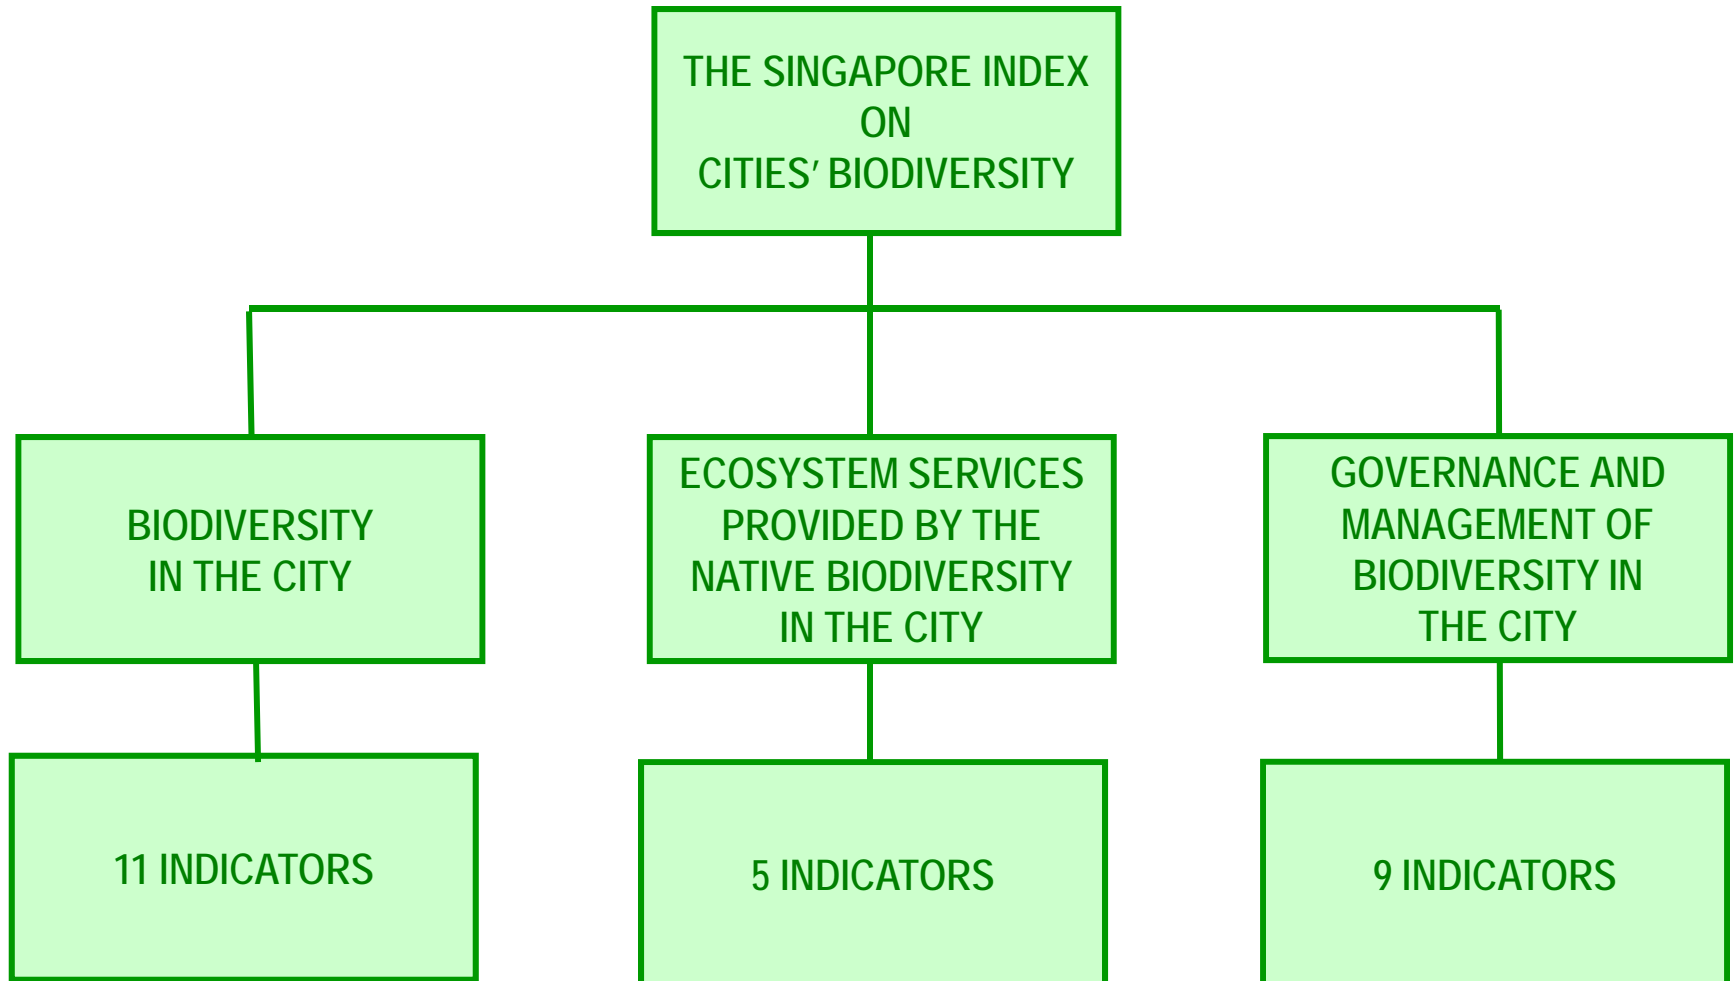 THE SINGAPORE INDEX
ON
CITIES’ BIODIVERSITY
BIODIVERSITY
IN THE CITY
ECOSYSTEM SERVICES
PROVIDED BY THE
NATIVE BIODIVERSITY
IN THE CITY
GOVERNANCE AND
MANAGEMENT OF
BIODIVERSITY IN
THE CITY
11 INDICATORS
5 INDICATORS
9 INDICATORS